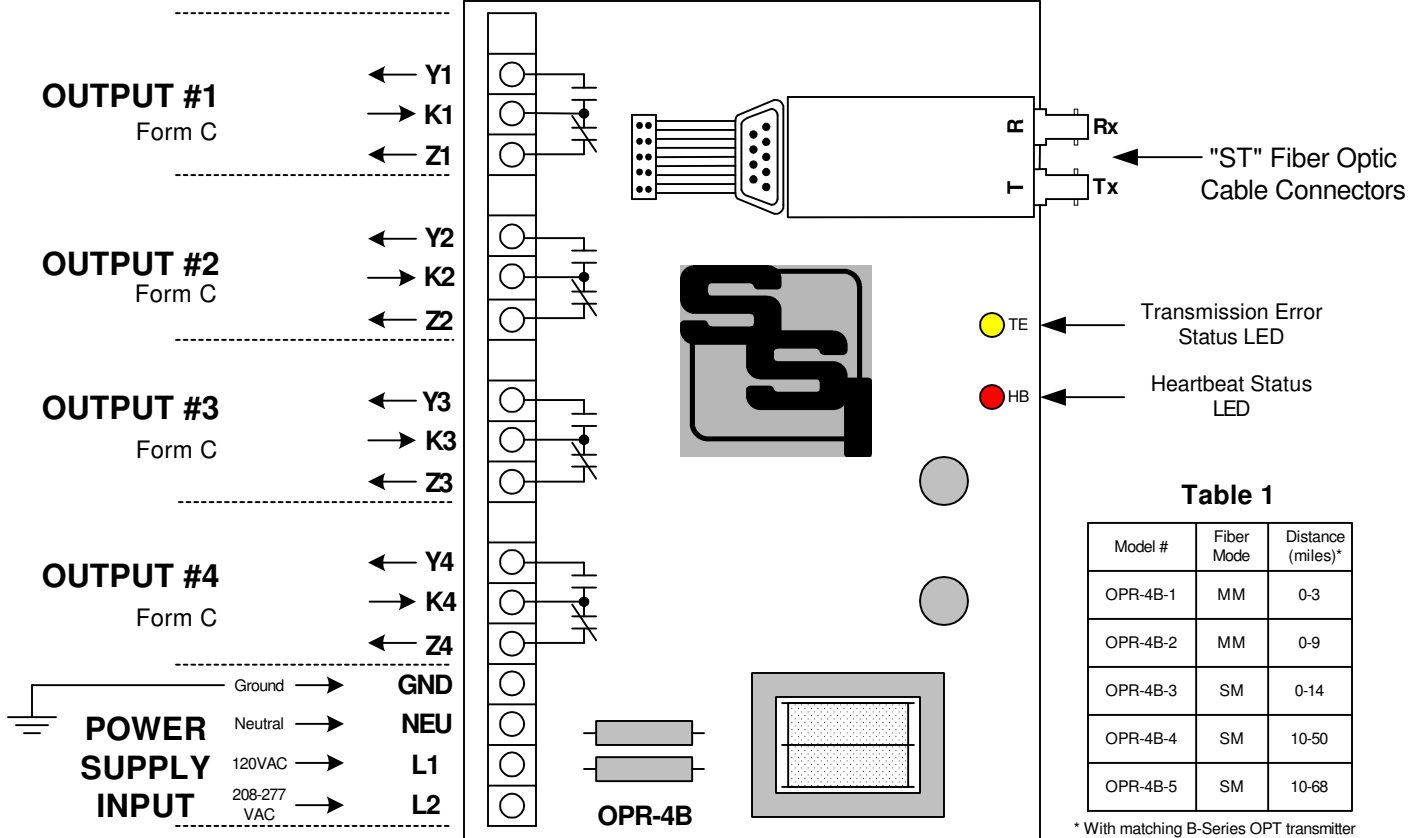 OUTPUT #1
Form C
Y1
K1
Z1
OUTPUT #2
Form C
Y2
K2
Z2
OUTPUT #3
Form C
Y3
K3
Z3
OUTPUT #4
Form C
Y4
K4
Z4
POWER
SUPPLY
INPUT
Ground
GND
Neutral
NEU
120VAC
L1
208-277
VAC
L2
R
T
Rx
Tx
"ST" Fiber Optic
Cable Connectors
SSI
TE
Transmission Error
Status LED
HB
Heartbeat Status
LED
OPR-4B
Table 1
Model # Fiber Mode Distance (miles)*
OPR-4B-1 MM 0-3
OPR-4B-2 MM 0-9
OPR-4B-3 SM 0-14
OPR-4B-4 SM 10-50
OPR-4B-5 SM 10-68
* With matching B-Series OPT transmitter